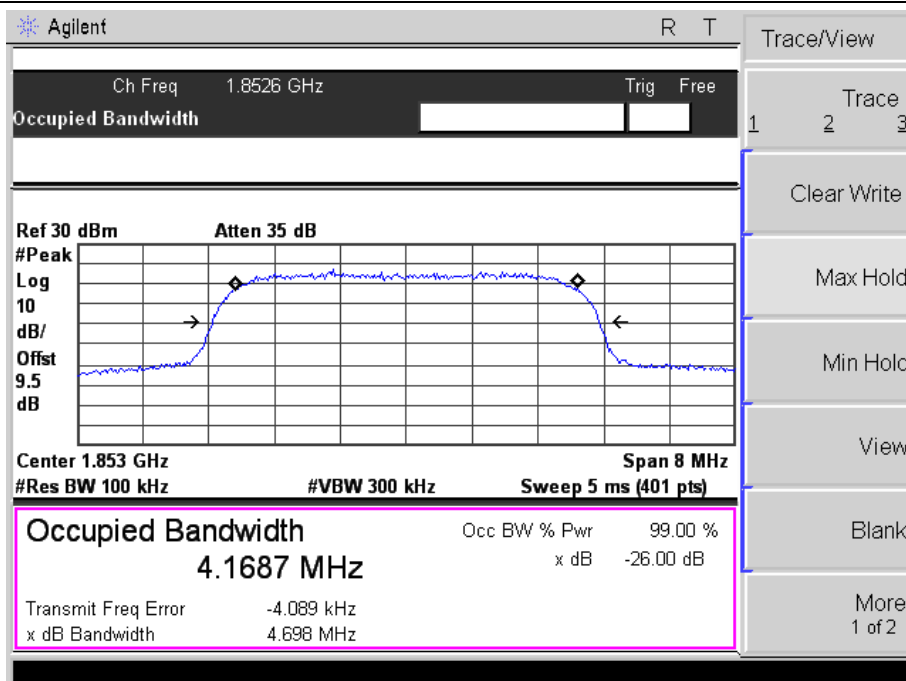 Agilent R T
Trace/View
Ch Freq 1.8526 GHz Trig Free
Occupied Bandwidth
Trace
1 2 3
Clear Write
Ref 30 dBm Atten 35 dB
#Peak
Log
10
dB/
Offst
9.5
dB
Max Hold
Min Hold
Center 1.853 GHz Span 8 MHz
#Res BW 100 kHz #VBW 300 kHz Sweep 5 ms (401 pts)
View
Occupied Bandwidth
4.1687 MHz
Occ BW % Pwr 99.00 %
x dB -26.00 dB
Transmit Freq Error -4.089 kHz
x dB Bandwidth 4.698 MHz
Blank
More
1 of 2